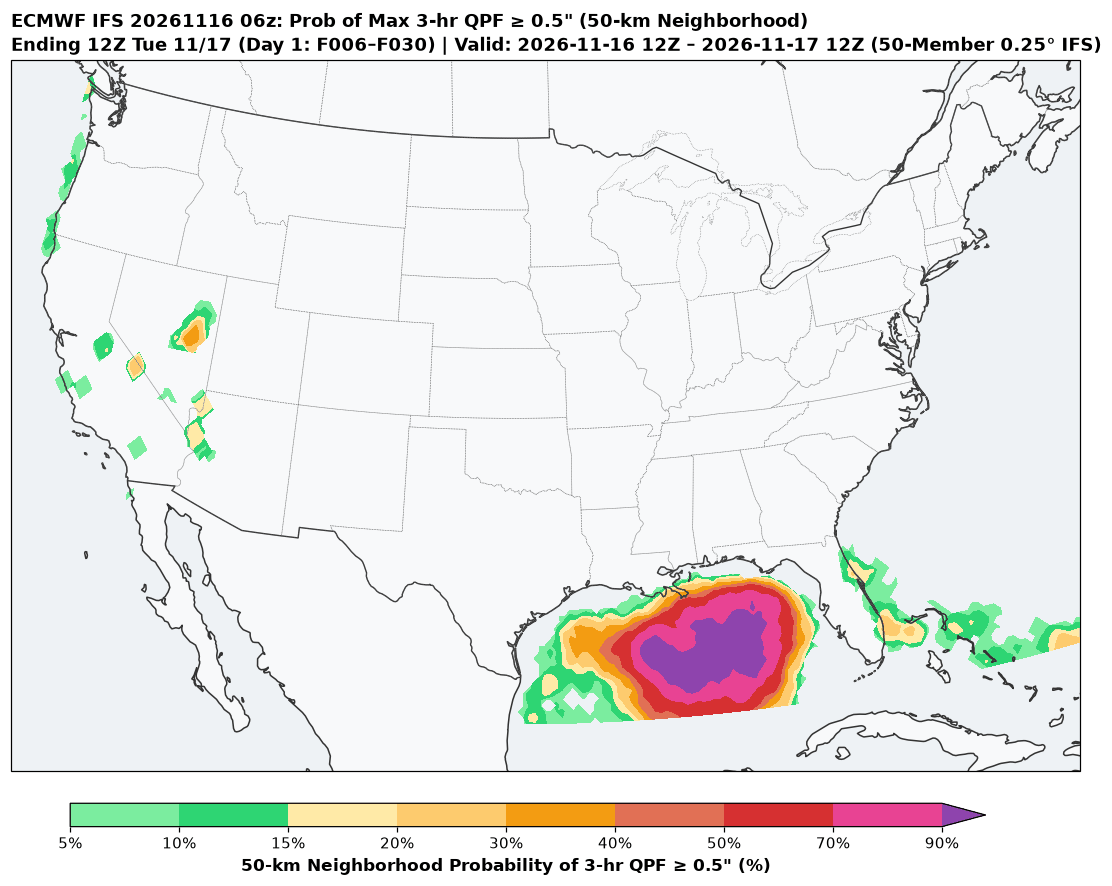 ECMWF IFS 20261116 06z: Prob of Max 3-hr QPF ≥ 0.5" (50-km Neighborhood)
Ending 12Z Tue 11/17 (Day 1: F006–F030) | Valid: 2026-11-16 12Z – 2026-11-17 12Z (50-Member 0.25° IFS)
5% 10% 15% 20% 30% 40% 50% 70% 90%
50-km Neighborhood Probability of 3-hr QPF ≥ 0.5" (%)